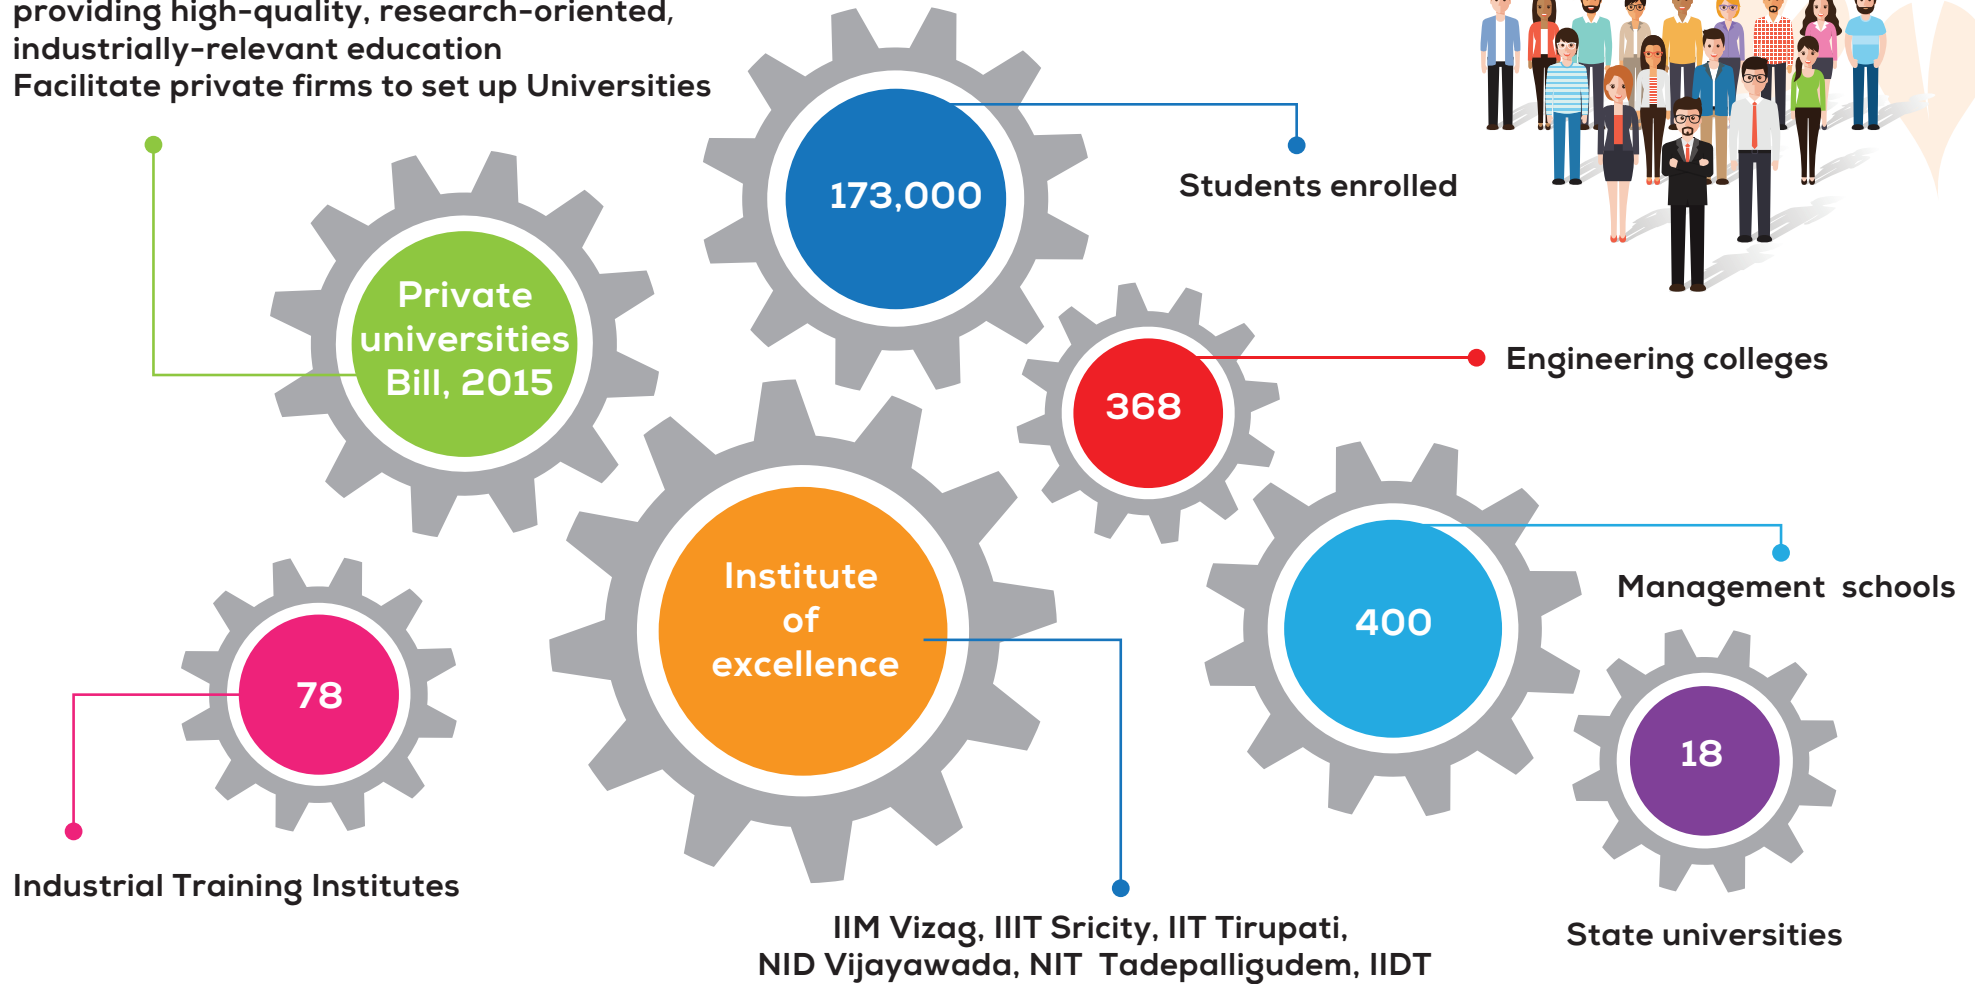 providing high-quality, research-oriented,
industrially-relevant education
Facilitate private firms to set up Universities
173,000
Students enrolled
Private
universities
Bill, 2015
368
Engineering colleges
Institute
of
excellence
400
Management schools
78
18
Industrial Training Institutes
IIM Vizag, IIIT Sricity, IIT Tirupati,
NID Vijayawada, NIT Tadepalligudem, IIDT
State universities